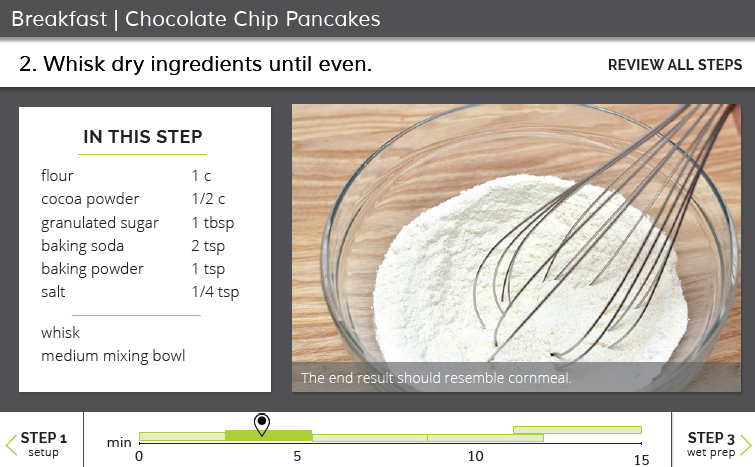 Breakfast | Chocolate Chip Pancakes
2. Whisk dry ingredients until even.
REVIEW ALL STEPS
IN THIS STEP
flour 1 c
cocoa powder 1/2 c
granulated sugar 1 tbsp
baking soda 2 tsp
baking powder 1 tsp
salt 1/4 tsp
whisk
medium mixing bowl
The end result should resemble cornmeal.
STEP 1
setup
min
0 5 10 15
STEP 3
wet prep